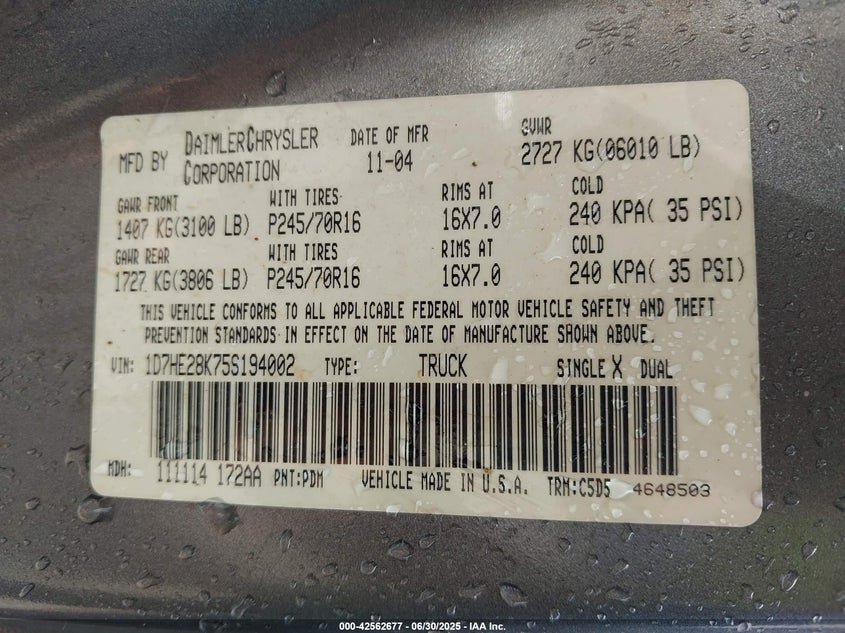 MFD BY DAIMLERCHRYSLER CORPORATION DATE OF MFR 11-04 GVWR 2727 KG(06010 LB)
GAWR FRONT WITH TIRES RIMS AT COLD
1407 KG(3100 LB) P245/70R16 16X7.0 240 KPA( 35 PSI)
GAWR REAR WITH TIRES RIMS AT COLD
1727 KG(3806 LB) P245/70R16 16X7.0 240 KPA( 35 PSI)
THIS VEHICLE CONFORMS TO ALL APPLICABLE FEDERAL MOTOR VEHICLE SAFETY AND THEFT
PREVENTION STANDARDS IN EFFECT ON THE DATE OF MANUFACTURE SHOWN ABOVE.
VIN: 1D7HE28K75S194002 TYPE: TRUCK SINGLE X DUAL
MDH: 111114 172AA PNT:PDM VEHICLE MADE IN U.S.A. TRM:C5D5 4648503
000-42562677 - 06/30/2025 - IAA Inc.